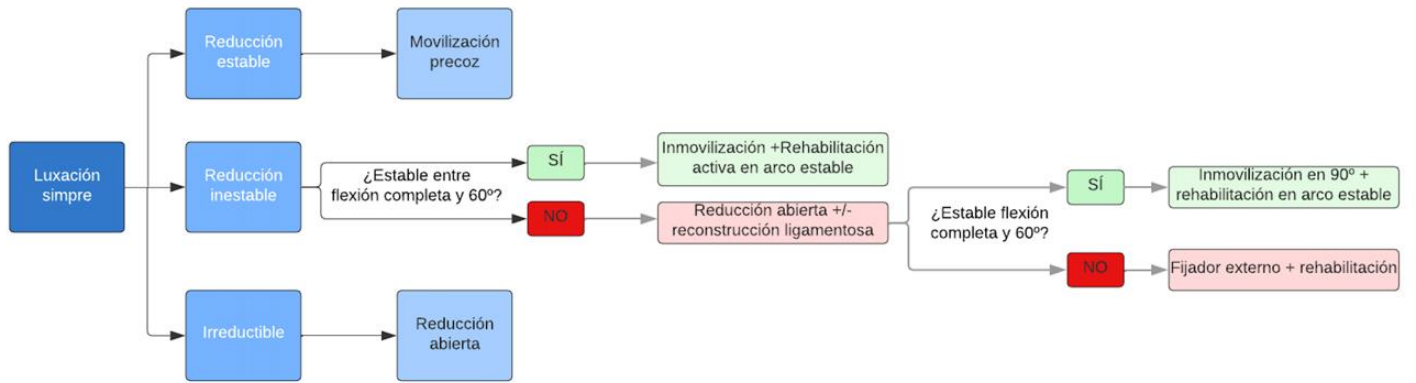 Luxación
simpre
Reducción
estable
Movilización
precoz
Reducción
inestable
¿Estable entre
flexión completa y 60º?
SÍ
Inmovilización +Rehabilitación
activa en arco estable
NO
Reducción abierta +/-
reconstrucción ligamentosa
¿Estable flexión
completa y 60º?
SÍ
Inmovilización en 90º +
rehabilitación en arco estable
NO
Fijador externo + rehabilitación
Irreductible
Reducción
abierta